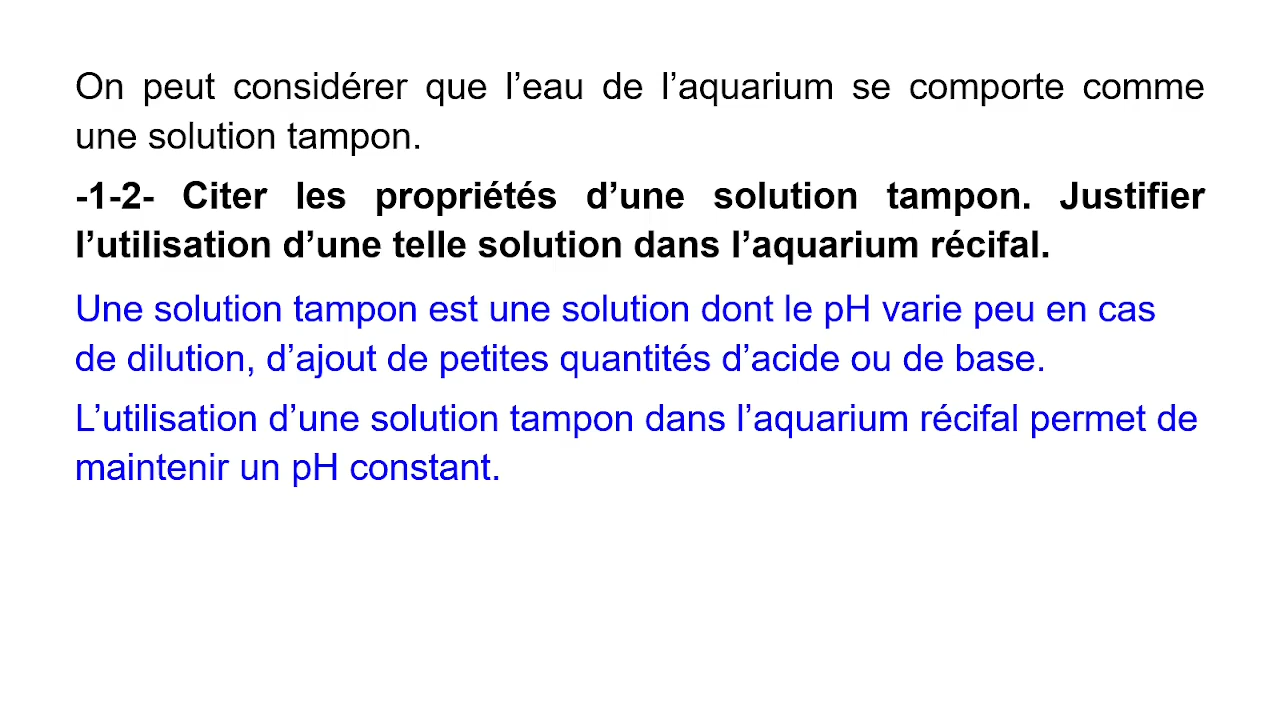 On peut considérer que l’eau de l’aquarium se comporte comme
une solution tampon.
-1-2- Citer les propriétés d’une solution tampon. Justifier
l’utilisation d’une telle solution dans l’aquarium récifal.
Une solution tampon est une solution dont le pH varie peu en cas
de dilution, d’ajout de petites quantités d’acide ou de base.
L’utilisation d’une solution tampon dans l’aquarium récifal permet de
maintenir un pH constant.